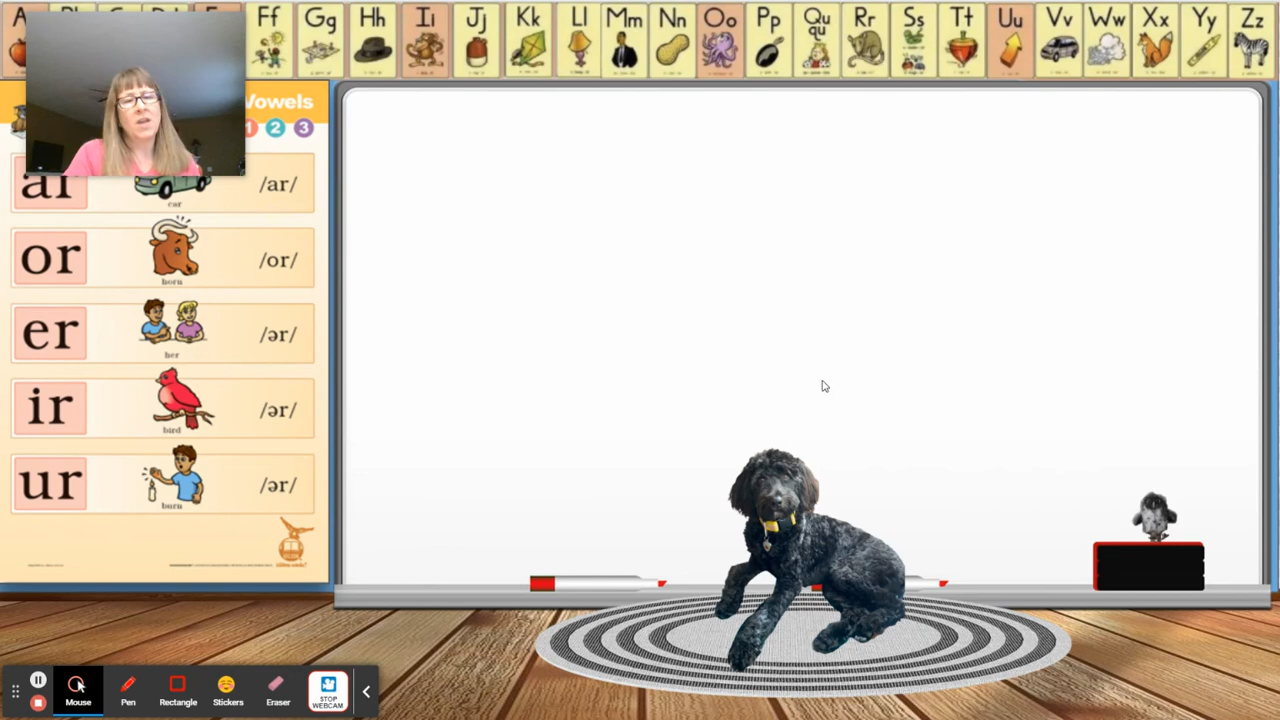 A
Ff
Gg
Hh
Ii
Jj
Kk
Ll
Mm
Nn
Oo
Pp
Qu
qu
Rr
Ss
Tt
Uu
Vv
Ww
Xx
Yy
Zz
Vowels
1 2 3
ar /ar/
car
or /or/
horn
er /ər/
her
ir /ər/
bird
ur /ər/
burn
Mouse
Pen
Rectangle
Stickers
Eraser
STOP
WEBCAM